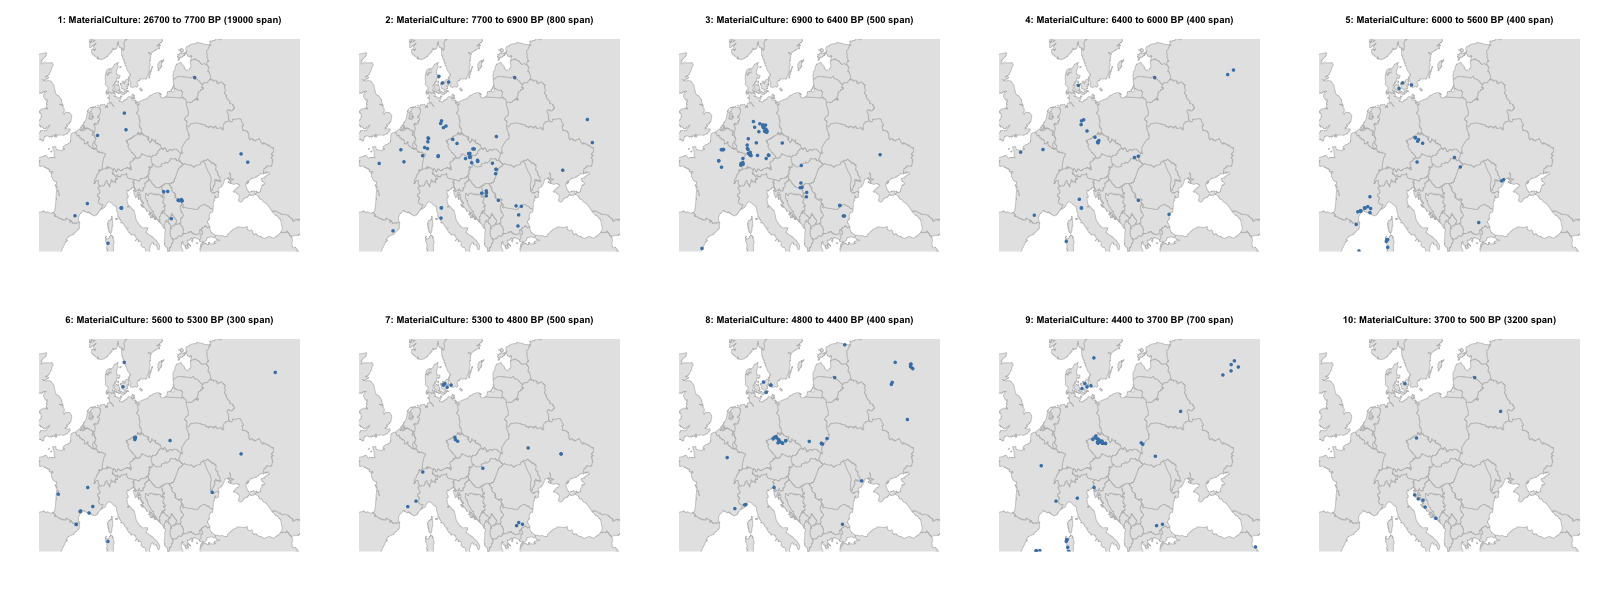 1: MaterialCulture: 26700 to 7700 BP (19000 span)
2: MaterialCulture: 7700 to 6900 BP (800 span)
3: MaterialCulture: 6900 to 6400 BP (500 span)
4: MaterialCulture: 6400 to 6000 BP (400 span)
5: MaterialCulture: 6000 to 5600 BP (400 span)
6: MaterialCulture: 5600 to 5300 BP (300 span)
7: MaterialCulture: 5300 to 4800 BP (500 span)
8: MaterialCulture: 4800 to 4400 BP (400 span)
9: MaterialCulture: 4400 to 3700 BP (700 span)
10: MaterialCulture: 3700 to 500 BP (3200 span)